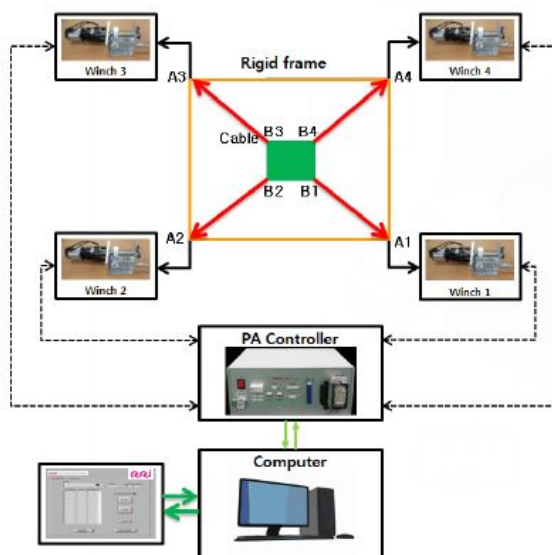 Winch 3
Winch 4
A3
Rigid frame
A4
Cable
B3
B4
B2
B1
A2
A1
Winch 2
Winch 1
PA Controller
Computer